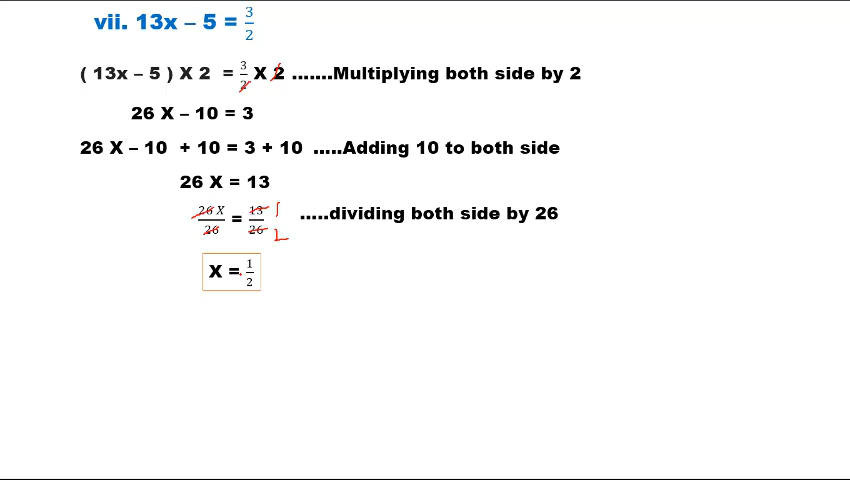 vii. 13x – 5 = 3/2
( 13x – 5 ) X 2 = 3/2 X 2 .......Multiplying both side by 2
26 X – 10 = 3
26 X – 10 + 10 = 3 + 10 .....Adding 10 to both side
26 X = 13
26 X/26 = 13/26 1 2 .....dividing both side by 26
X = 1/2